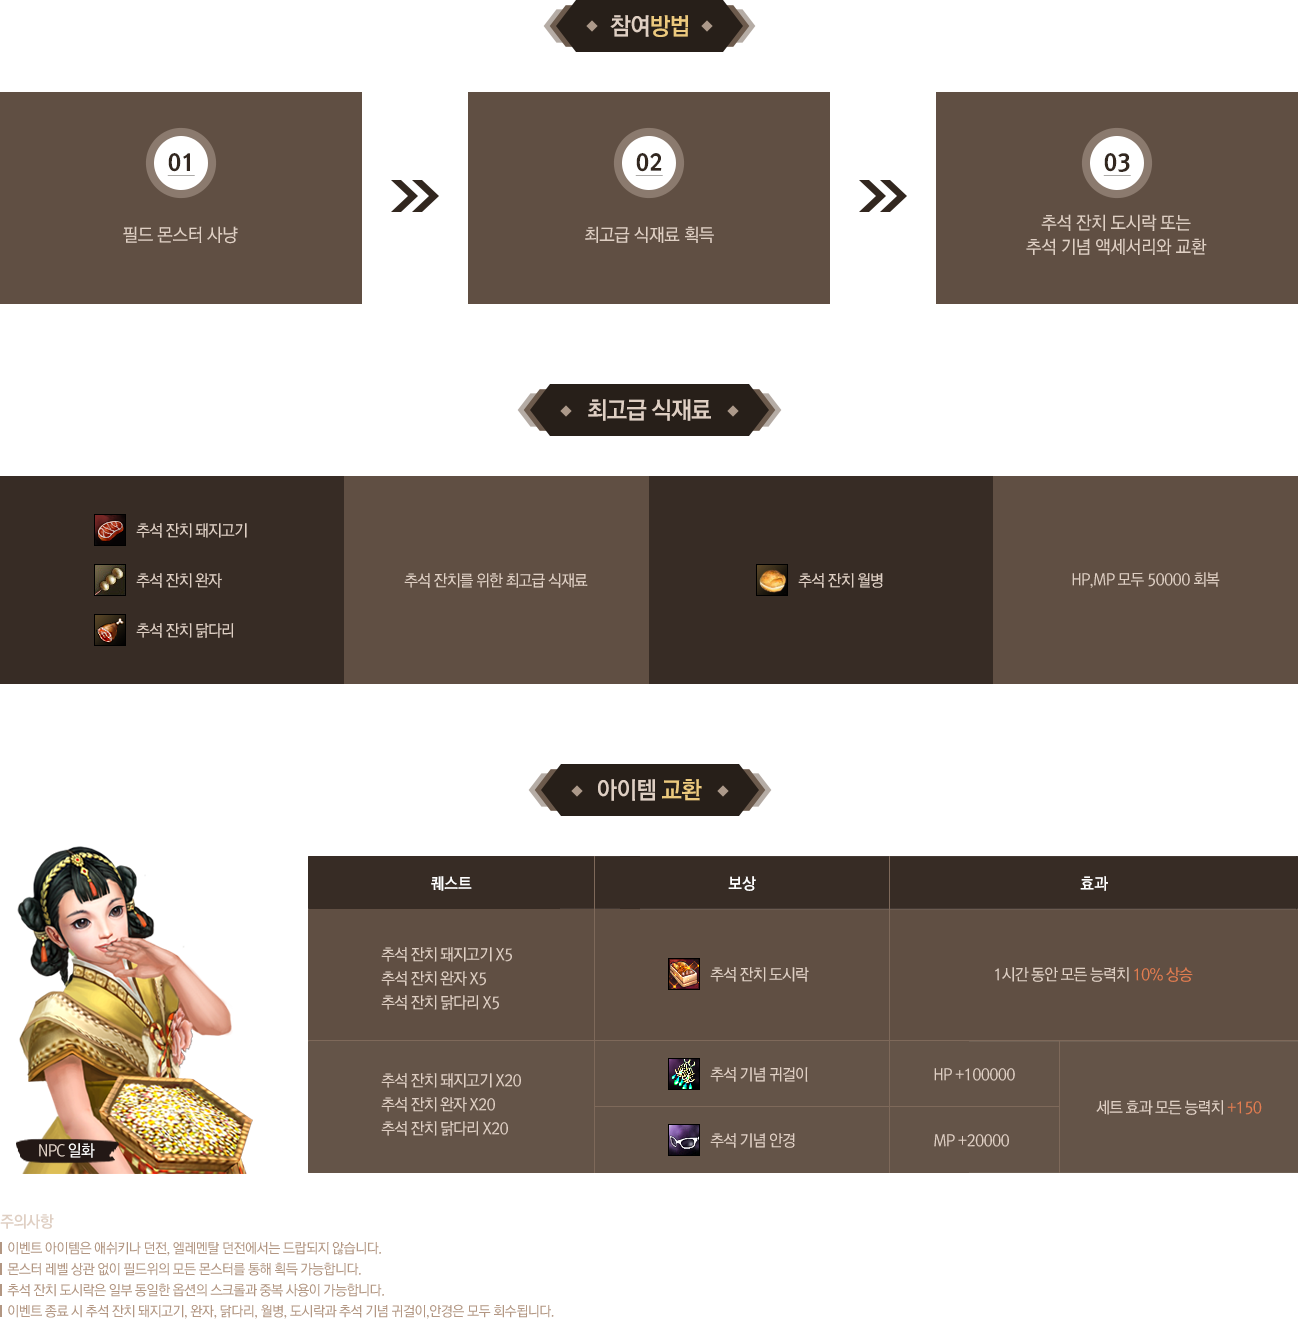 참여방법
01
필드 몬스터 사냥
02
최고급 식재료 획득
03
추석 잔치 도시락 또는
추석 기념 액세서리와 교환
최고급 식재료
추석 잔치 돼지고기
추석 잔치 완자
추석 잔치 닭다리
추석 잔치를 위한 최고급 식재료
추석 잔치 월병
HP,MP 모두 50000 회복
아이템 교환
퀘스트
보상
효과
추석 잔치 돼지고기 X5
추석 잔치 완자 X5
추석 잔치 닭다리 X5
추석 잔치 도시락
1시간 동안 모든 능력치 10% 상승
추석 잔치 돼지고기 X20
추석 잔치 완자 X20
추석 잔치 닭다리 X20
추석 기념 귀걸이
HP +100000
추석 기념 안경
MP +20000
세트 효과 모든 능력치 +150
NPC 일화
주의사항
이벤트 아이템은 애쉬키나 던전, 엘레멘탈 던전에서는 드랍되지 않습니다.
몬스터 레벨 상관 없이 필드위의 모든 몬스터를 통해 획득 가능합니다.
추석 잔치 도시락은 일부 동일한 옵션의 스크롤과 중복 사용이 가능합니다.
이벤트 종료 시 추석 잔치 돼지고기, 완자, 닭다리, 월병, 도시락과 추석 기념 귀걸이,안경은 모두 회수됩니다.